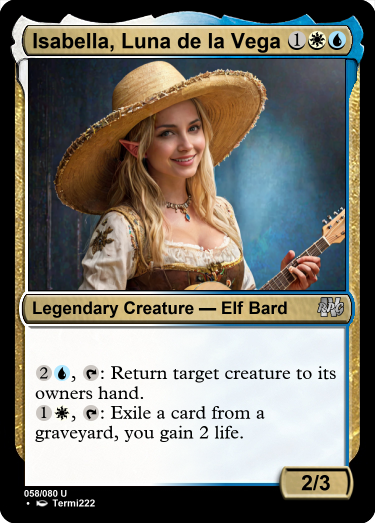 Isabella, Luna de la Vega 1
Legendary Creature — Elf Bard
2, : Return target creature to its
owners hand.
1, : Exile a card from a
graveyard, you gain 2 life.
2/3
058/080 U
• Termi222